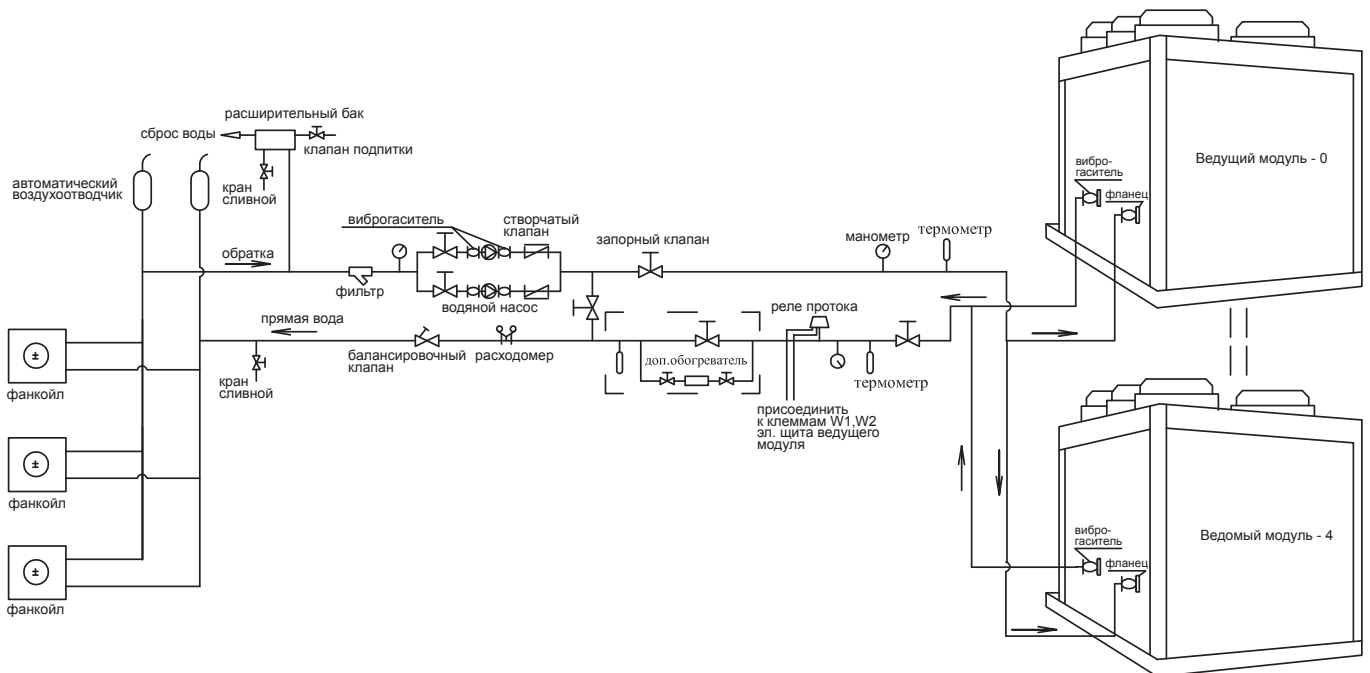 расширительный бак
сброс воды
клапан подпитки
автоматический
воздухоотводчик
кран
сливной
обратка
виброгаситель
створчатый
клапан
запорный клапан
манометр
термометр
фильтр
водяной насос
прямая вода
балансировочный
клапан
расходомер
реле протока
доп.обогреватель
термометр
кран
сливной
присоединить
к клеммам W1,W2
эл. щита ведущего
модуля
фанкойл
фанкойл
фанкойл
вибро-
гаситель
фланец
Ведущий модуль - 0
вибро-
гаситель
фланец
Ведомый модуль - 4